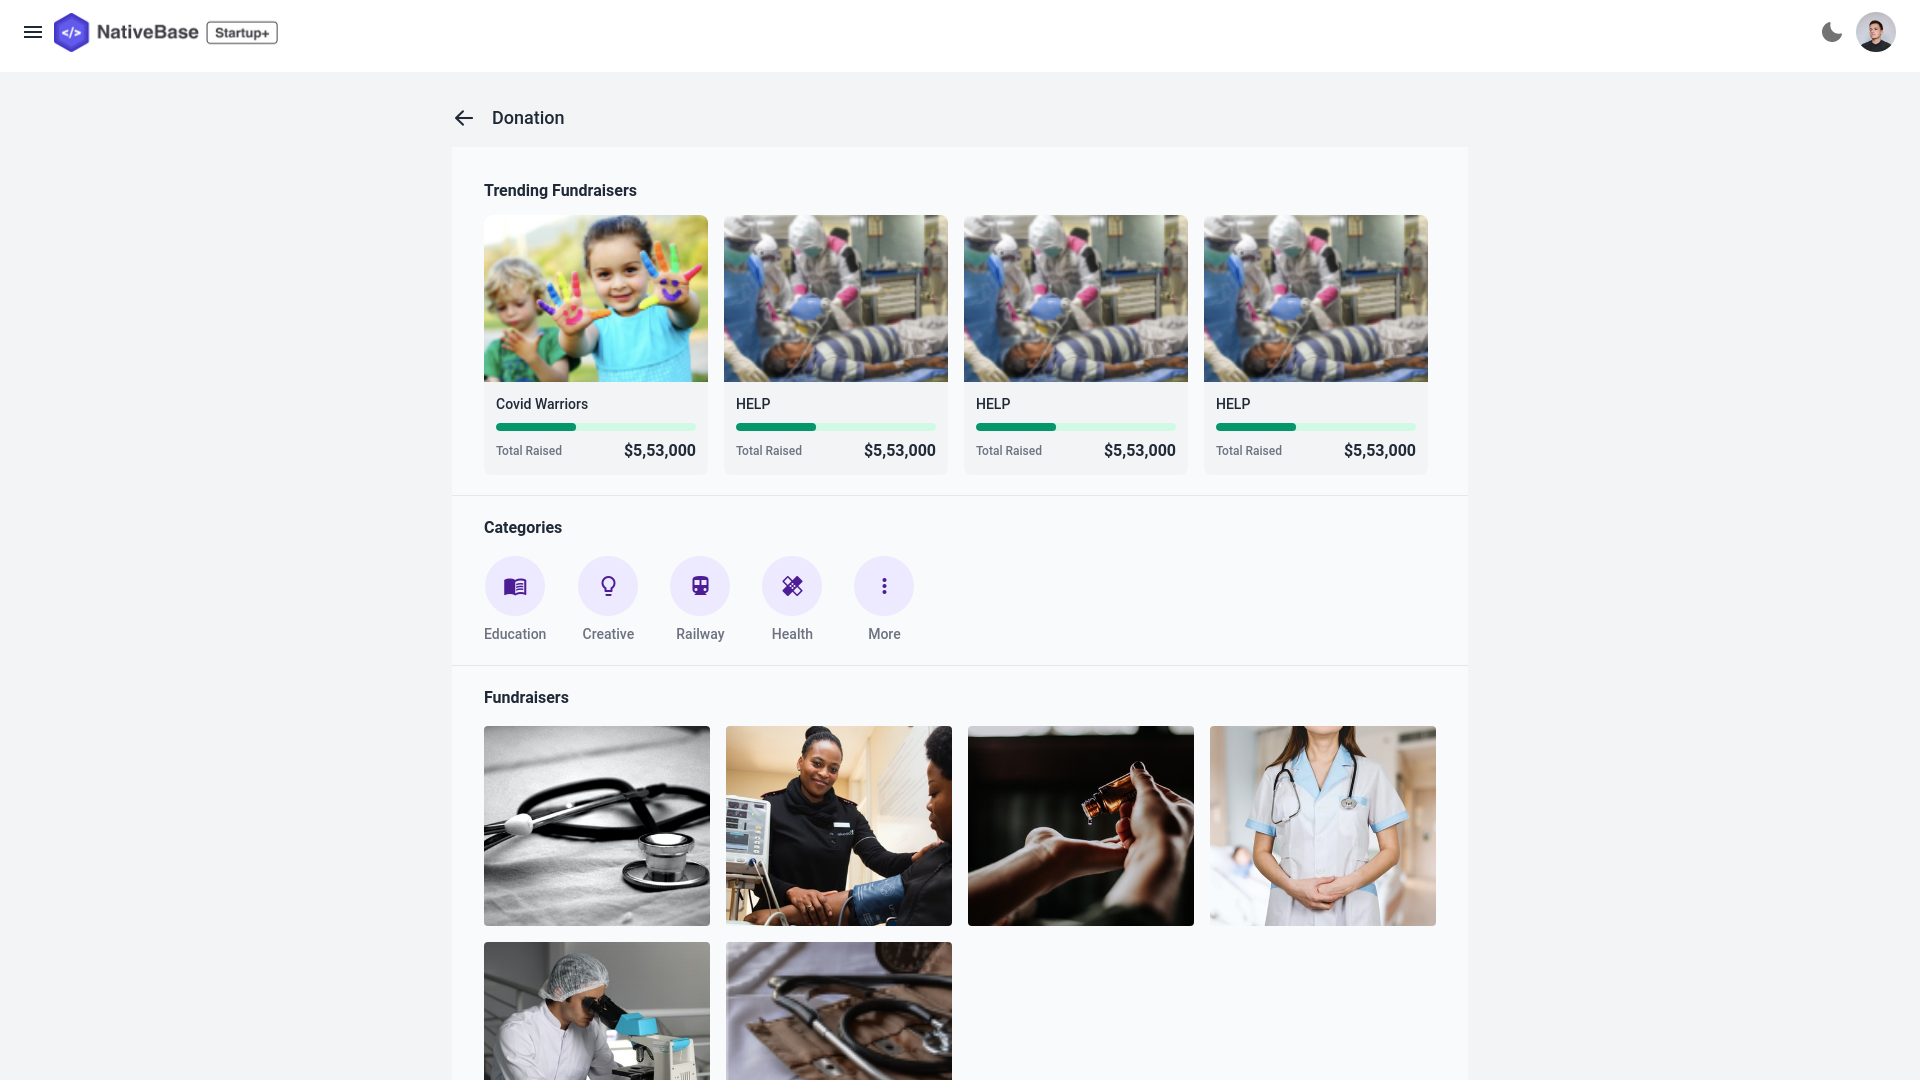 </> NativeBase Startup+
Donation
Trending Fundraisers
Covid Warriors
Total Raised $5,53,000
HELP
Total Raised $5,53,000
HELP
Total Raised $5,53,000
HELP
Total Raised $5,53,000
Categories
Education
Creative
Railway
Health
More
Fundraisers